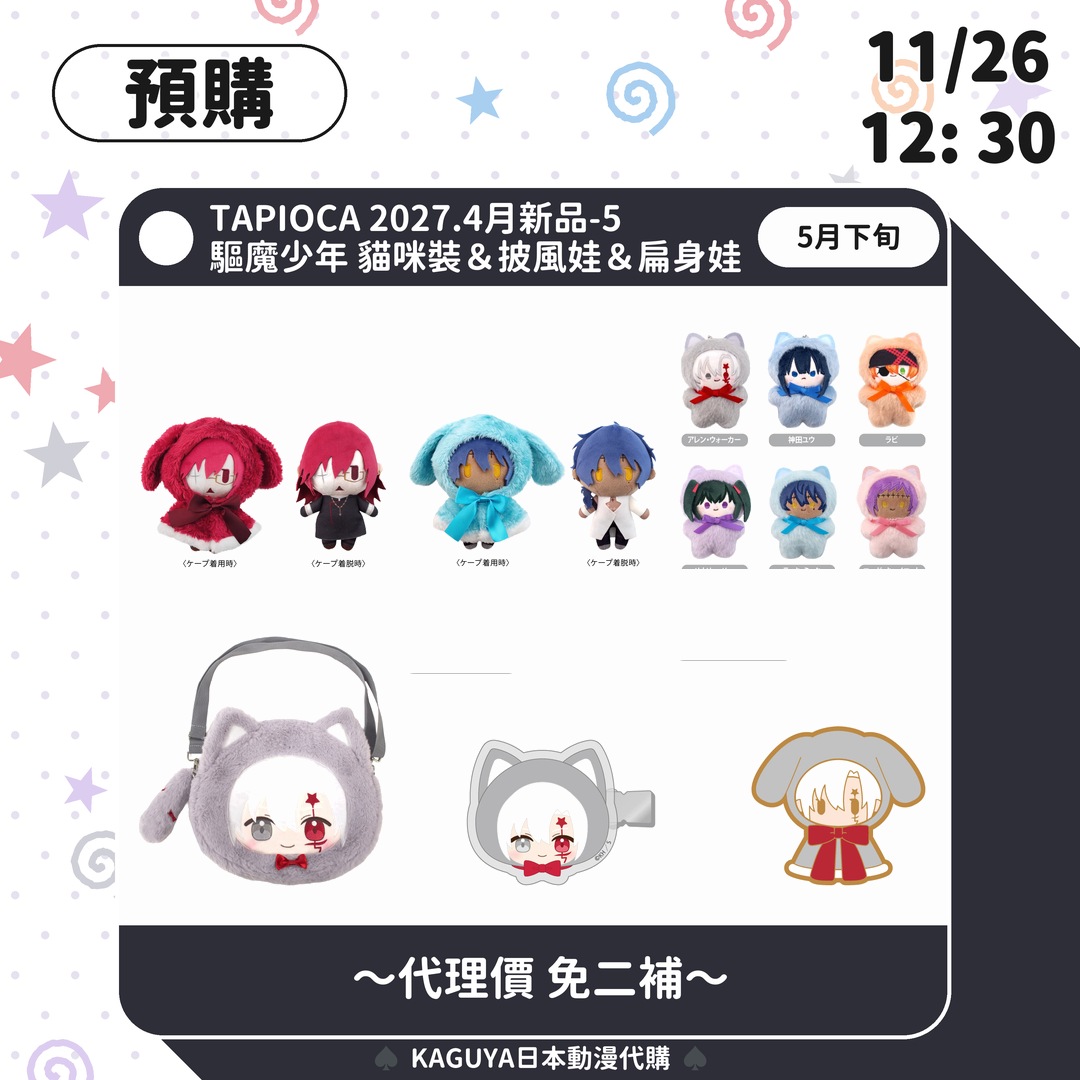 預購
11/26
12: 30
TAPIOCA 2027.4月新品-5
驅魔少年 貓咪裝＆披風娃＆扁身娃
5月下旬
アレン・ウォーカー
神田ユウ
ラビ
〈ケープ着用時〉
〈ケープ着脱時〉
〈ケープ着用時〉
〈ケープ着脱時〉
～代理價 免二補～
KAGUYA日本動漫代購